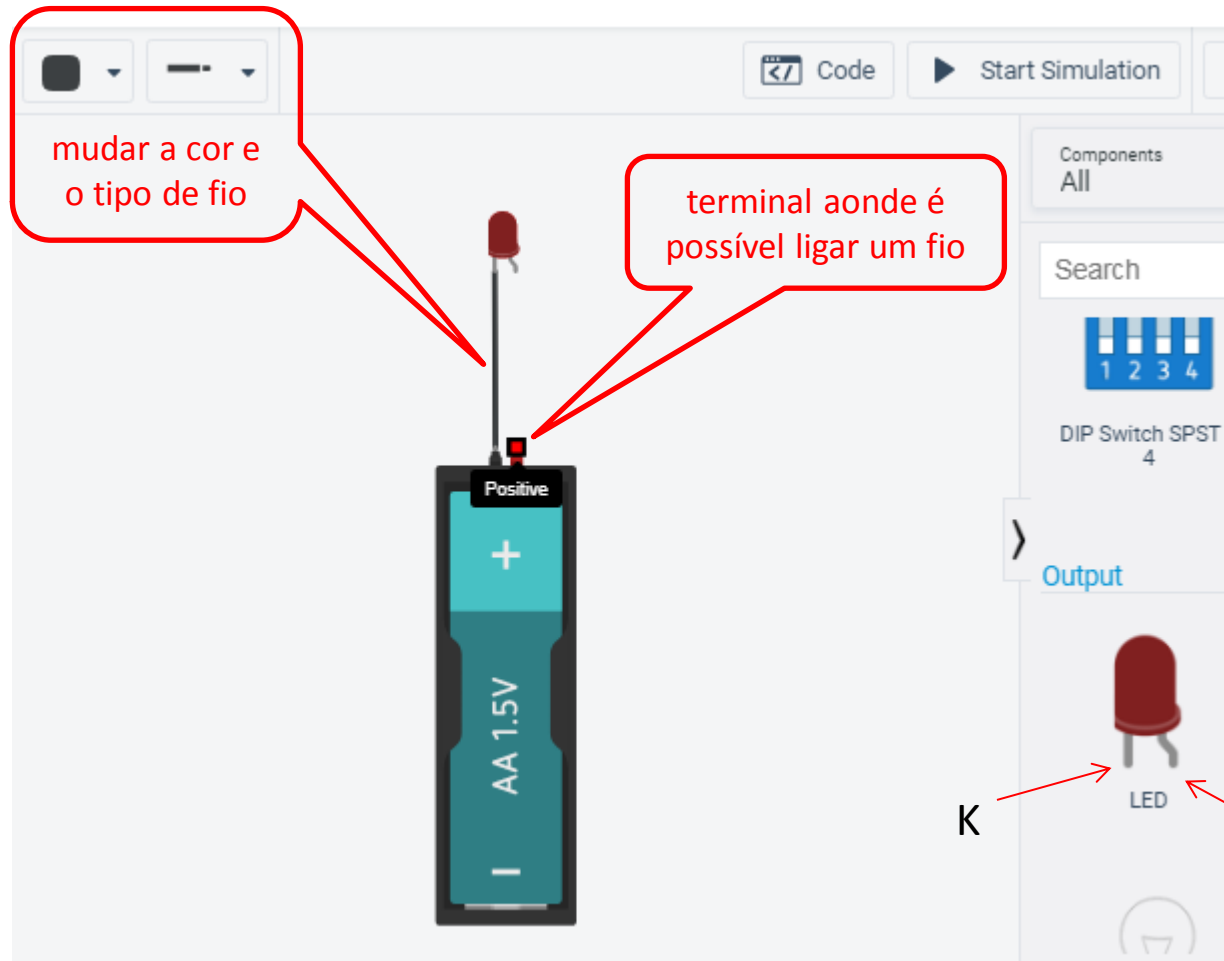 Code
Start Simulation
mudar a cor e
o tipo de fio
terminal aonde é
possível ligar um fio
Components
All
Search
1 2 3 4
DIP Switch SPST
4
Positive
+
AA 1.5V
−
Output
LED
K